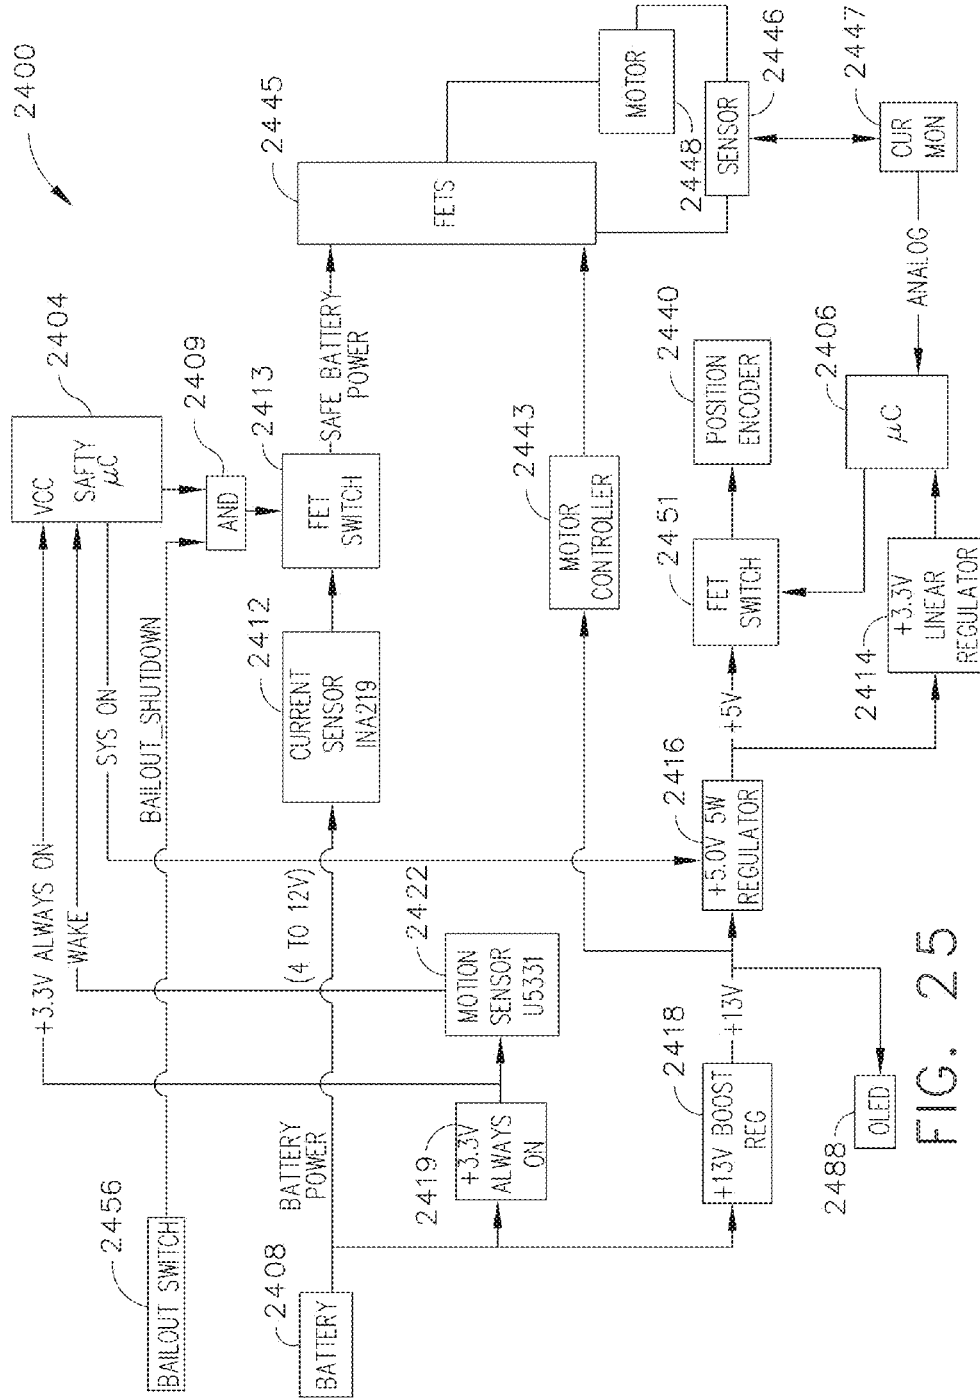 2400
2456
BAILOUT SWITCH
+3.3V ALWAYS ON
WAKE
SYS ON
BAILOUT_SHUTDOWN
VCC
SAFTY
µC
2404
AND
2409
2408
BATTERY
BATTERY
POWER
(4 TO 12V)
2412
CURRENT
SENSOR
INA219
2413
FET
SWITCH
SAFE BATTERY
POWER
2445
FETS
MOTOR
2448
2419
+3.3V
ALWAYS
ON
2422
MOTION
SENSOR
U5331
2443
MOTOR
CONTROLLER
SENSOR
2446
2418
+13V BOOST
REG
+13V
2416
+5.0V 5W
REGULATOR
+5V
2451
FET
SWITCH
2440
POSITION
ENCODER
2447
CUR
MON
ANALOG
2406
µC
2414
+3.3V
LINEAR
REGULATOR
2488
OLED
FIG. 25